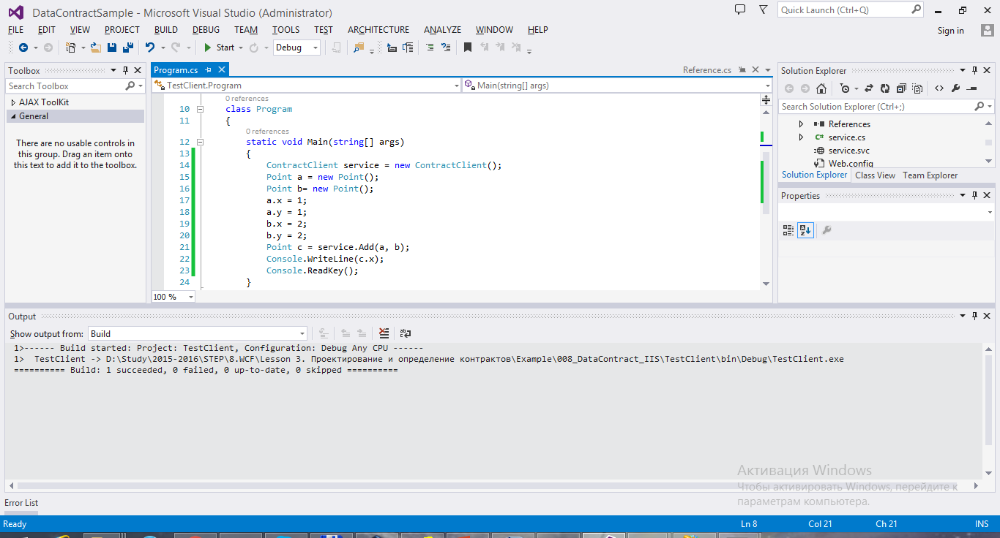 DataContractSample - Microsoft Visual Studio (Administrator)
Quick Launch (Ctrl+Q)
FILE EDIT VIEW PROJECT BUILD DEBUG TEAM TOOLS TEST ARCHITECTURE ANALYZE WINDOW HELP
Sign in
Start
Debug
Toolbox
Search Toolbox
AJAX ToolKit
General
There are no usable controls in
this group. Drag an item onto
this text to add it to the toolbox.
Program.cs
Reference.cs
TestClient.Program
Main(string[] args)
0 references
10 class Program
11 {
0 references
12 static void Main(string[] args)
13 {
14 ContractClient service = new ContractClient();
15 Point a = new Point();
16 Point b= new Point();
17 a.x = 1;
18 a.y = 1;
19 b.x = 2;
20 b.y = 2;
21 Point c = service.Add(a, b);
22 Console.WriteLine(c.x);
23 Console.ReadKey();
24 }
100 %
Solution Explorer
Search Solution Explorer (Ctrl+;)
References
C# service.cs
service.svc
Web.config
Solution Explorer Class View Team Explorer
Properties
Output
Show output from: Build
1>------ Build started: Project: TestClient, Configuration: Debug Any CPU ------
1>  TestClient -> D:\Study\2015-2016\STEP\8.WCF\Lesson 3. Проектирование и определение контрактов\Example\008_DataContract_IIS\TestClient\bin\Debug\TestClient.exe
========== Build: 1 succeeded, 0 failed, 0 up-to-date, 0 skipped ==========
Активация Windows
Чтобы активировать Windows, перейдите к
параметрам компьютера.
Error List
Ready
Ln 8
Col 21
Ch 21
INS